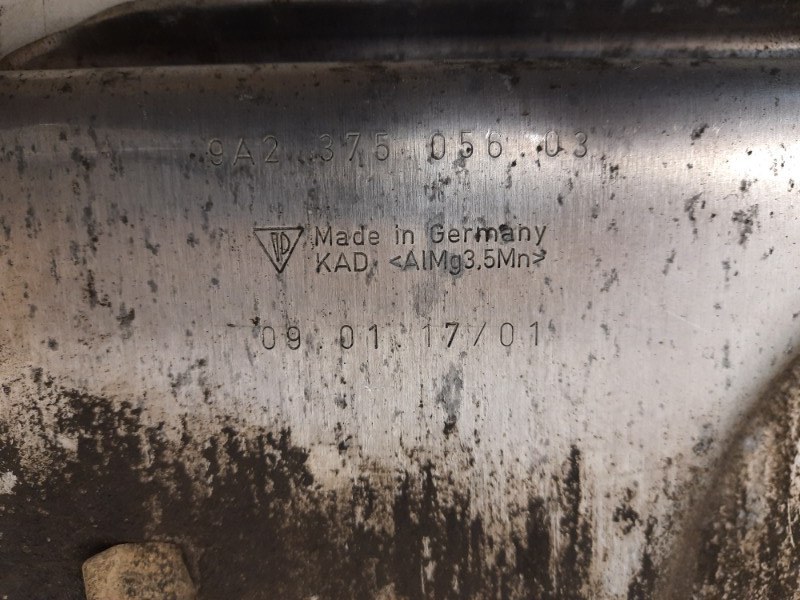 9A2 375 056 03
Made in Germany
KAD <AlMg3,5Mn>
09 01 17/01